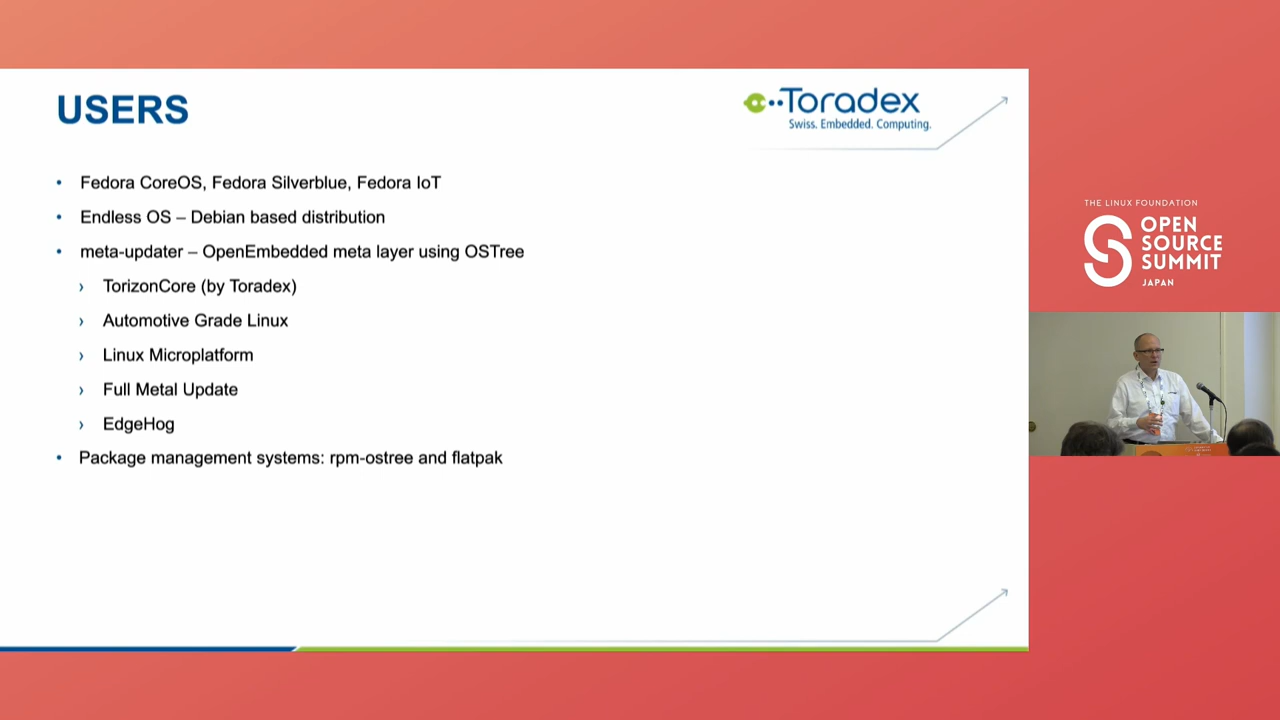 USERS
Toradex
Swiss. Embedded. Computing.
• Fedora CoreOS, Fedora Silverblue, Fedora IoT
• Endless OS – Debian based distribution
• meta-updater – OpenEmbedded meta layer using OSTree
› TorizonCore (by Toradex)
› Automotive Grade Linux
› Linux Microplatform
› Full Metal Update
› EdgeHog
• Package management systems: rpm-ostree and flatpak
THE LINUX FOUNDATION
OPEN
SOURCE
SUMMIT
JAPAN